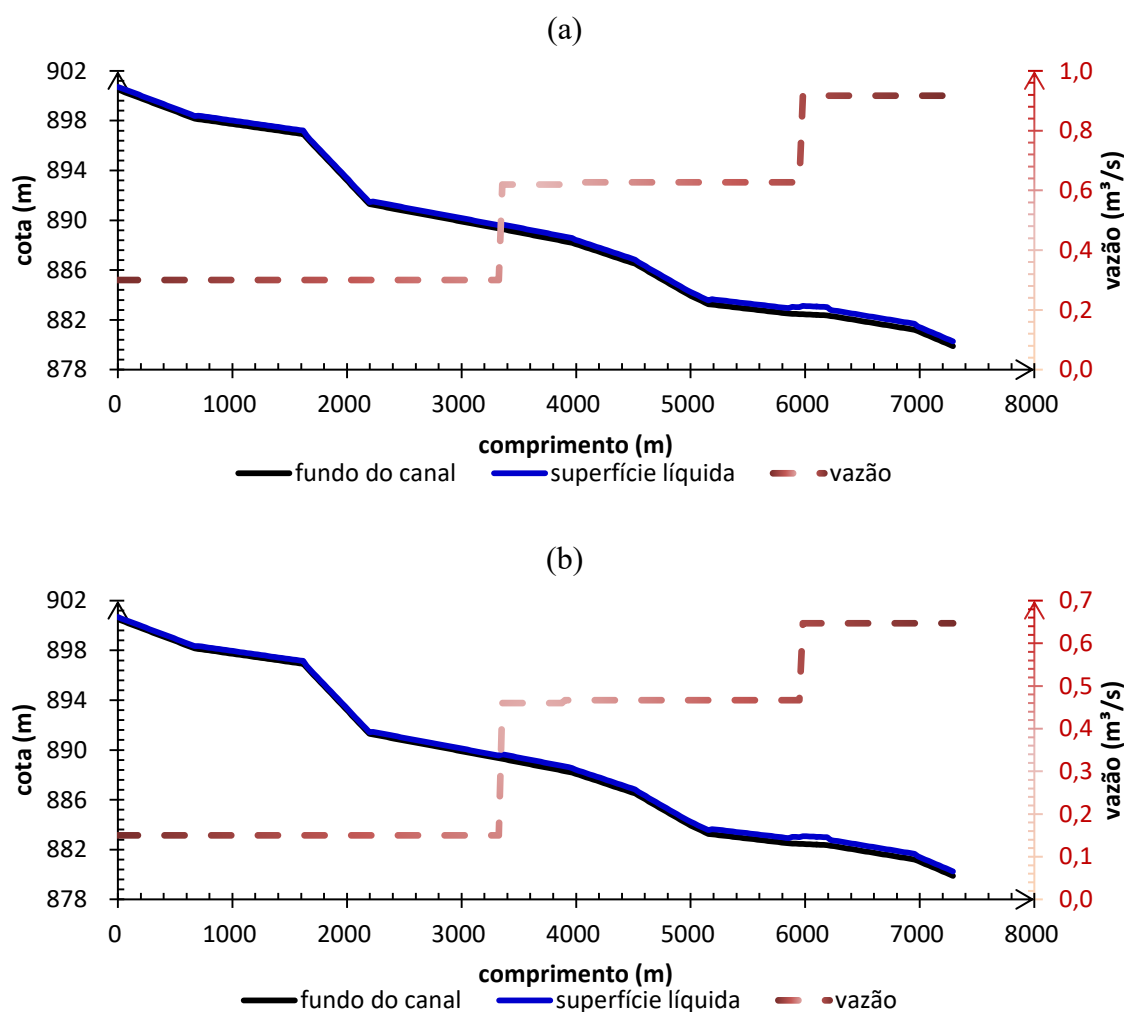 (a)
cota (m)
902
898
894
890
886
882
878
1,0
0,8
0,6
0,4
0,2
0,0
vazão (m³/s)
0 1000 2000 3000 4000 5000 6000 7000 8000
comprimento (m)
fundo do canal superfície líquida vazão
(b)
cota (m)
902
898
894
890
886
882
878
0,7
0,6
0,5
0,4
0,3
0,2
0,1
0,0
vazão (m³/s)
0 1000 2000 3000 4000 5000 6000 7000 8000
comprimento (m)
fundo do canal superfície líquida vazão